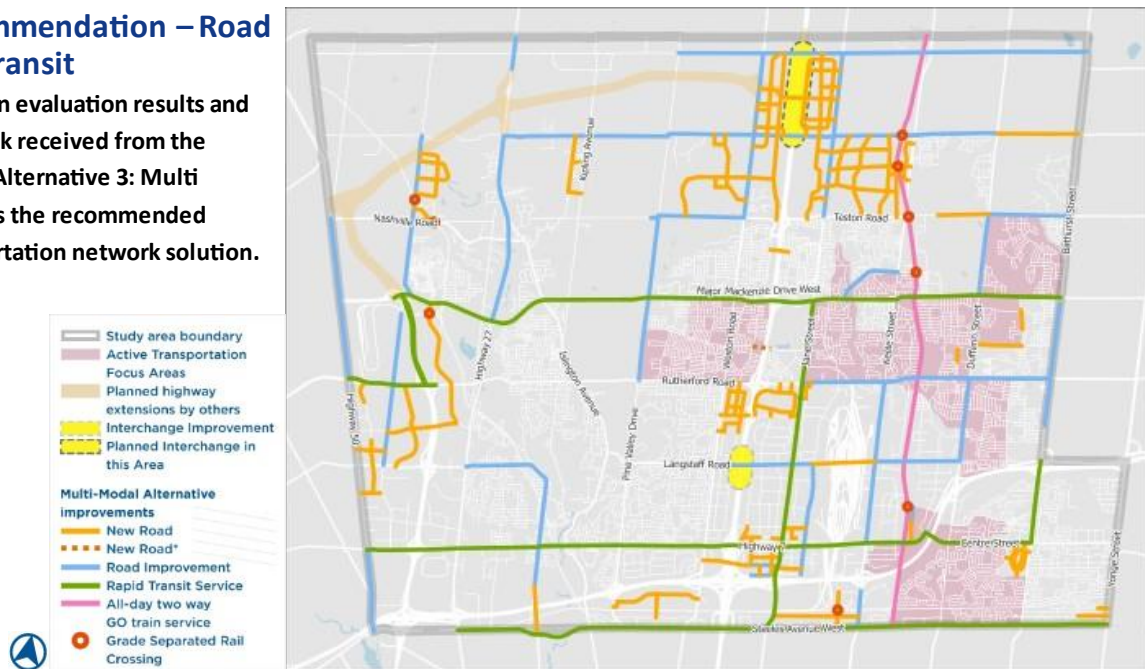 mmendation – Road
ransit
n evaluation results and
k received from the
Alternative 3: Multi
s the recommended
rtation network solution.
Study area boundary
Active Transportation
Focus Areas
Planned highway
extensions by others
Interchange Improvement
Planned Interchange in
this Area
Multi-Modal Alternative
improvements
New Road
New Road*
Road Improvement
Rapid Transit Service
All-day two way
GO train service
Grade Separated Rail
Crossing
Kipling Avenue
Nashville Road
Teston Road
Bathurst Street
Major Mackenzie Drive West
Highway 27
Islington Avenue
Weston Road
Jane Street
Keele Street
Dufferin Street
Rutherford Road
Highway 50
Pine Valley Drive
Langstaff Road
Highway 7
Centre Street
Yonge Street
Steeles Avenue West